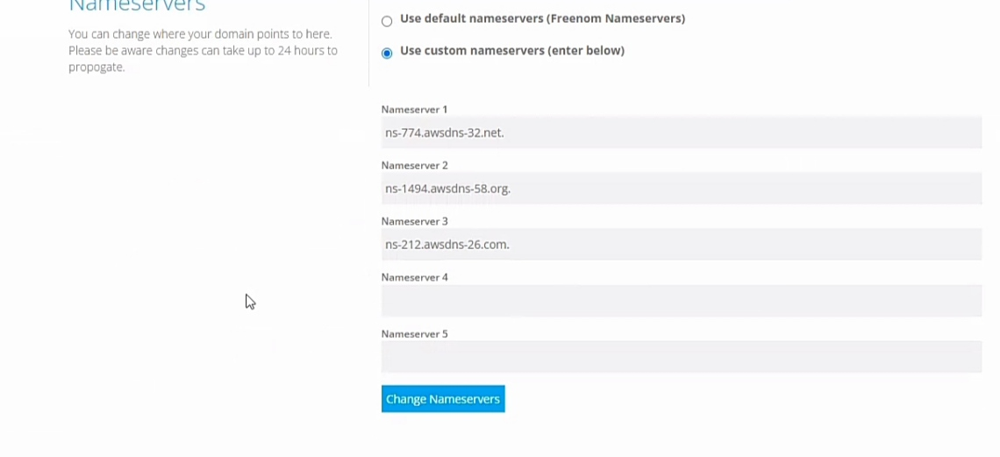 Nameservers
You can change where your domain points to here.
Please be aware changes can take up to 24 hours to
propogate.
Use default nameservers (Freenom Nameservers)
Use custom nameservers (enter below)
Nameserver 1
ns-774.awsdns-32.net.
Nameserver 2
ns-1494.awsdns-58.org.
Nameserver 3
ns-212.awsdns-26.com.
Nameserver 4
Nameserver 5
Change Nameservers